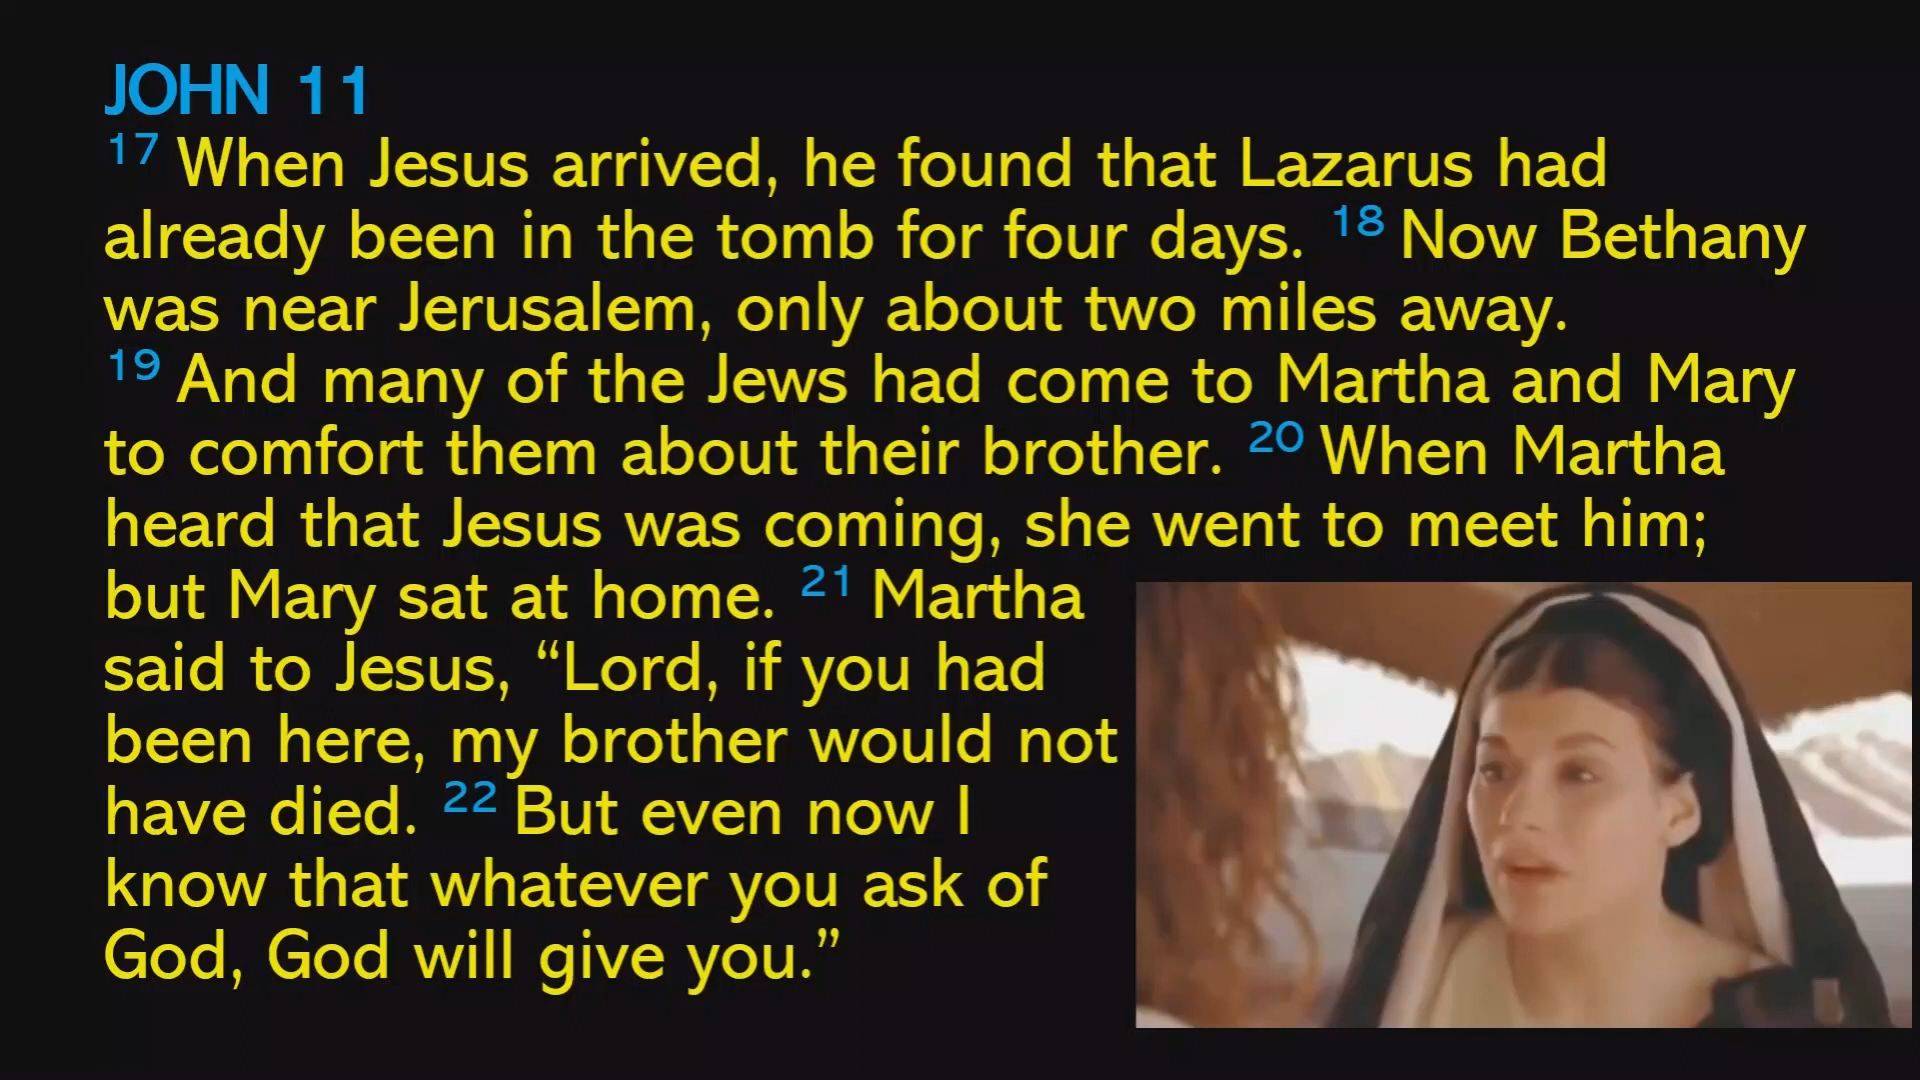 JOHN 11
17 When Jesus arrived, he found that Lazarus had
already been in the tomb for four days. 18 Now Bethany
was near Jerusalem, only about two miles away.
19 And many of the Jews had come to Martha and Mary
to comfort them about their brother. 20 When Martha
heard that Jesus was coming, she went to meet him;
but Mary sat at home. 21 Martha
said to Jesus, “Lord, if you had
been here, my brother would not
have died. 22 But even now I
know that whatever you ask of
God, God will give you.”